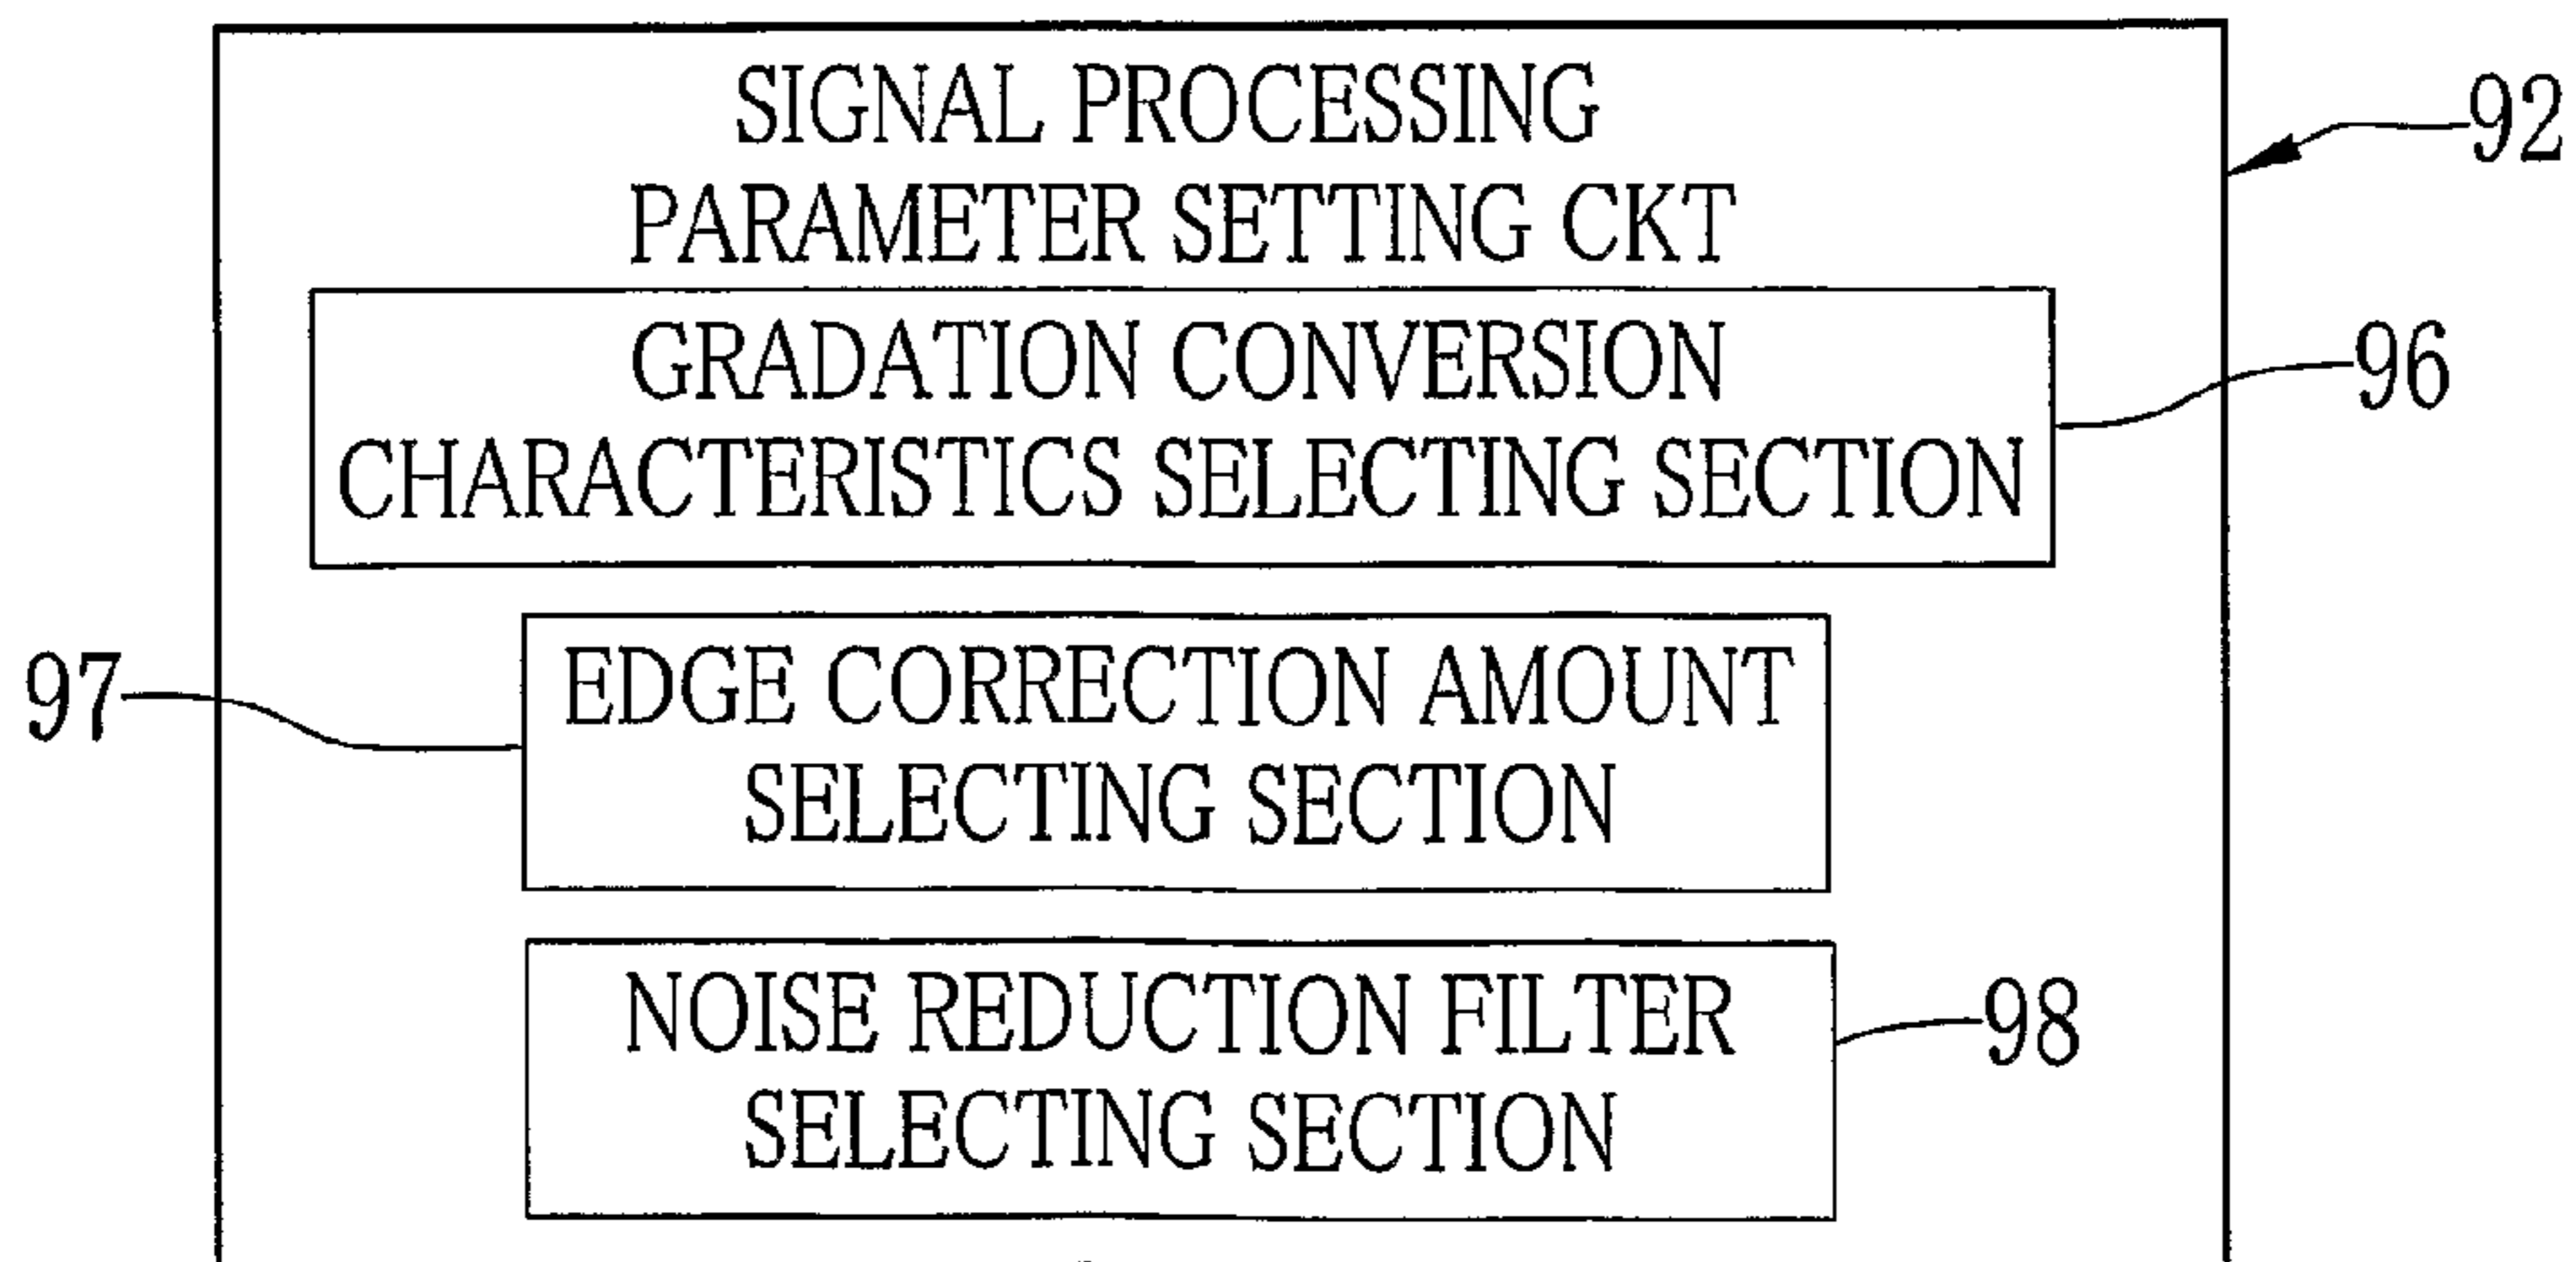 SIGNAL PROCESSING
PARAMETER SETTING CKT
92
GRADATION CONVERSION
CHARACTERISTICS SELECTING SECTION
96
EDGE CORRECTION AMOUNT
SELECTING SECTION
97
NOISE REDUCTION FILTER
SELECTING SECTION
98